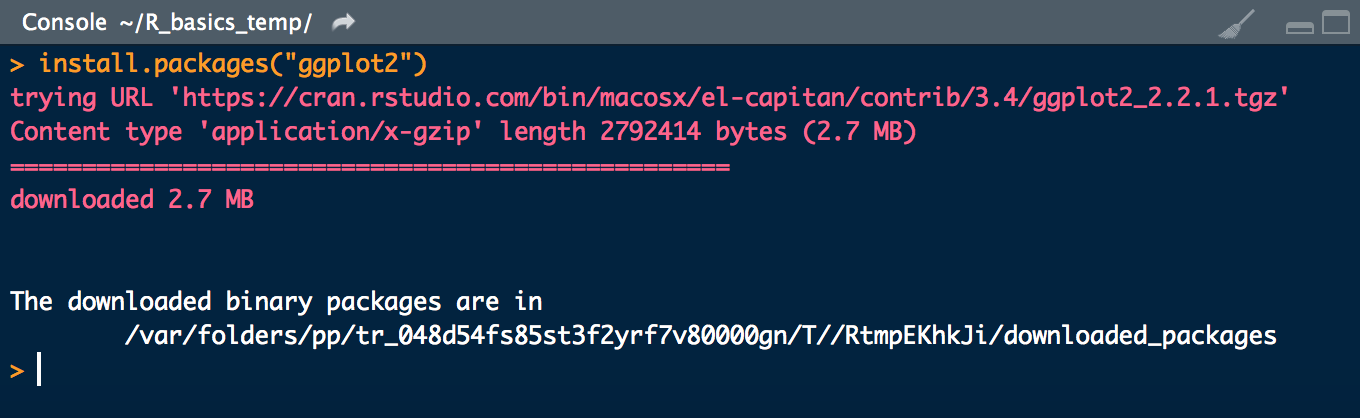 Console ~/R_basics_temp/
> install.packages("ggplot2")
trying URL 'https://cran.rstudio.com/bin/macosx/el-capitan/contrib/3.4/ggplot2_2.2.1.tgz'
Content type 'application/x-gzip' length 2792414 bytes (2.7 MB)
==================================================
downloaded 2.7 MB
The downloaded binary packages are in
/var/folders/pp/tr_048d54fs85st3f2yrf7v80000gn/T//RtmpEKhkJi/downloaded_packages
>